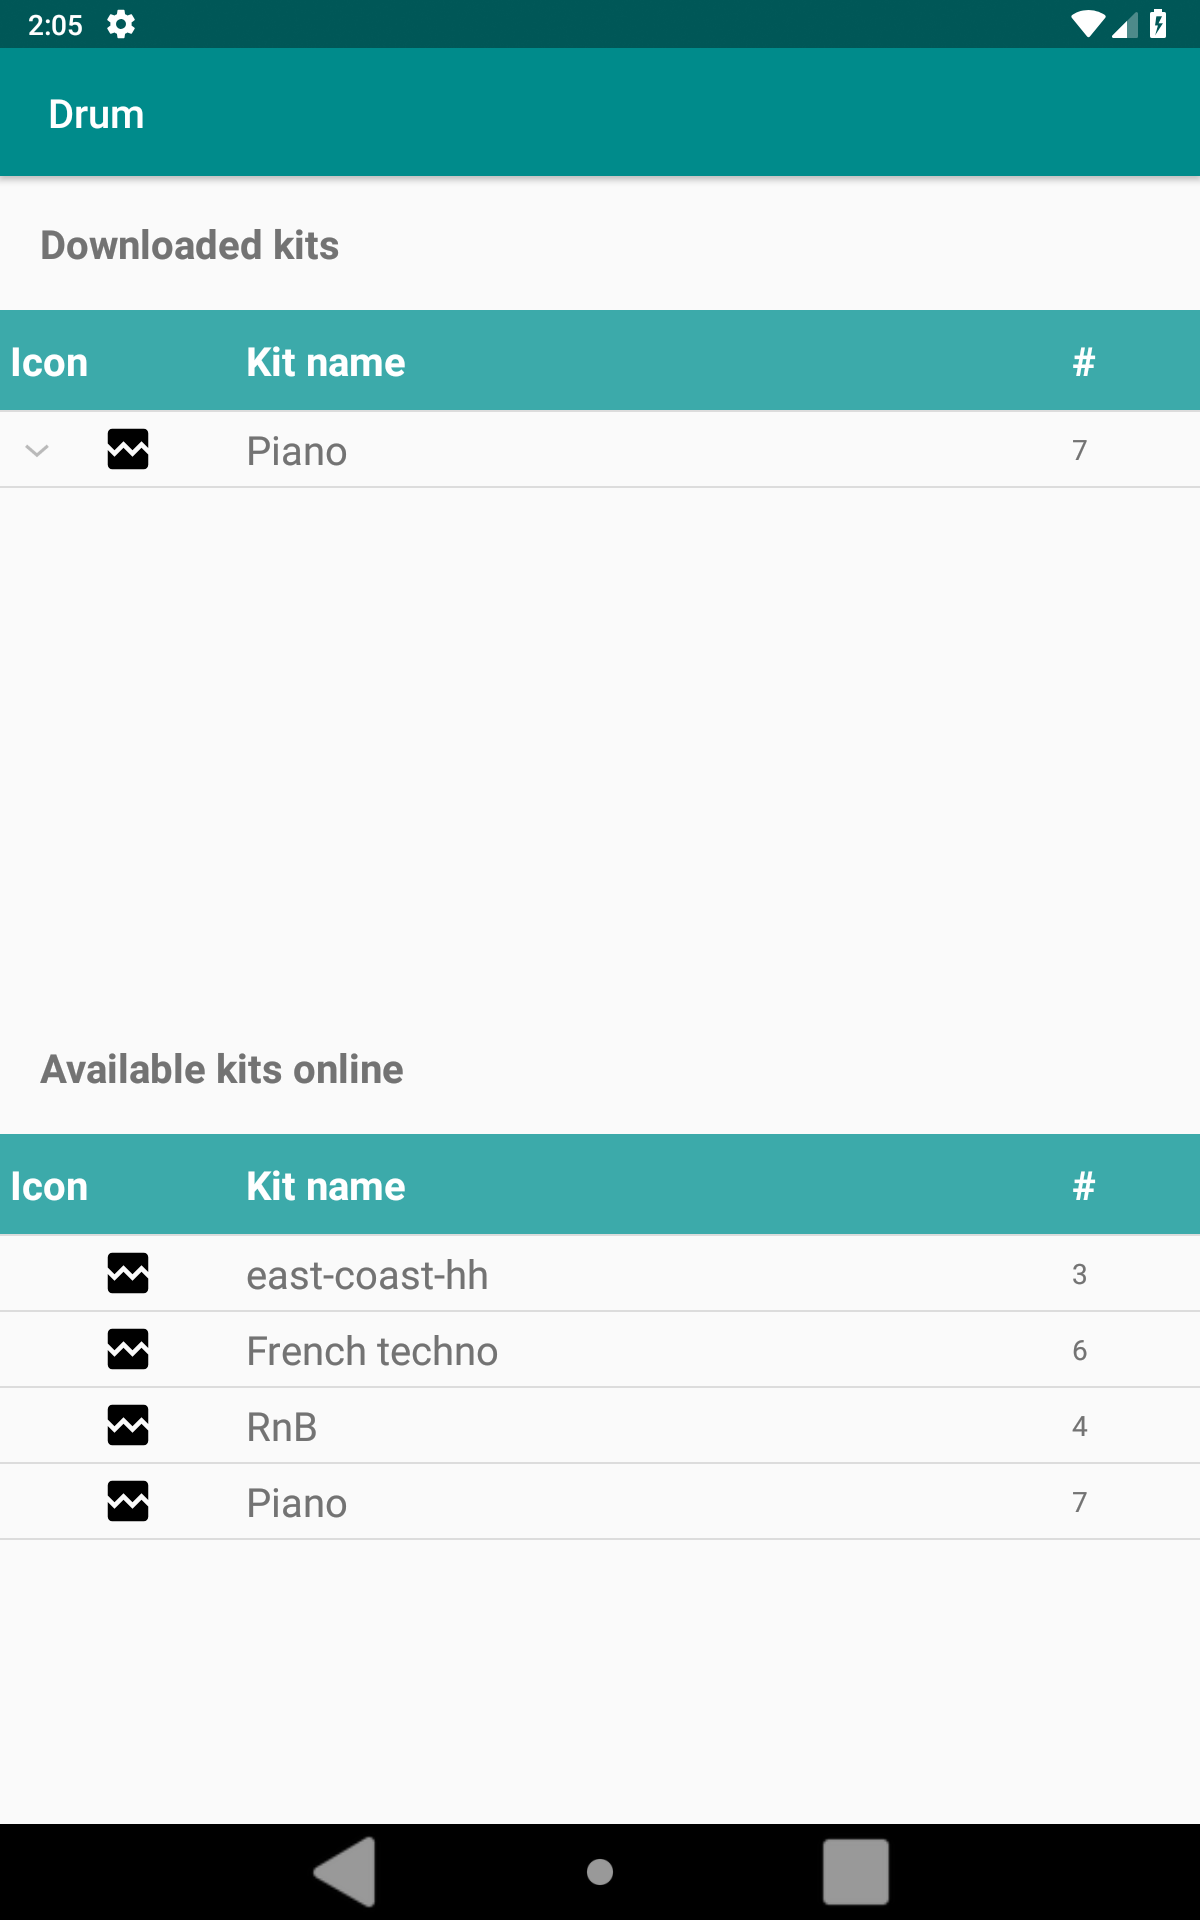 2:05
Drum
Downloaded kits
Icon Kit name #
Piano 7
Available kits online
Icon Kit name #
east-coast-hh 3
French techno 6
RnB 4
Piano 7